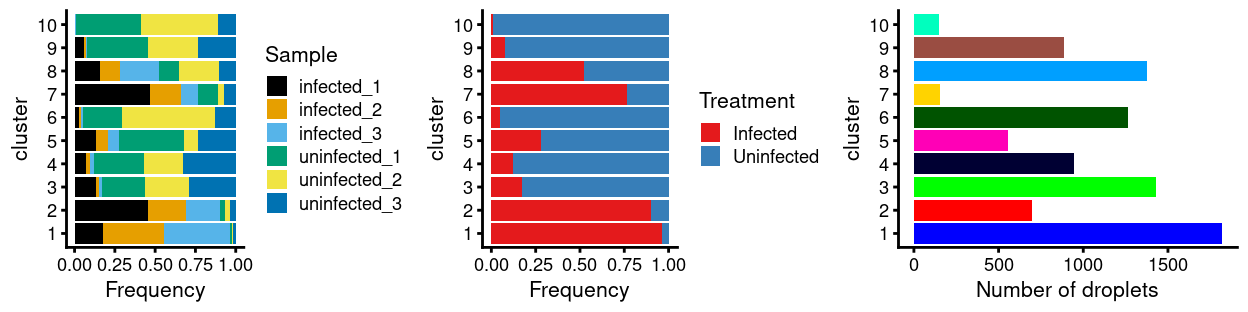 10
9
8
7
6
5
4
3
2
1
cluster
0.00 0.25 0.50 0.75 1.00
Frequency
Sample
infected_1
infected_2
infected_3
uninfected_1
uninfected_2
uninfected_3
10
9
8
7
6
5
4
3
2
1
cluster
0.00 0.25 0.50 0.75 1.00
Frequency
Treatment
Infected
Uninfected
10
9
8
7
6
5
4
3
2
1
cluster
0 500 1000 1500
Number of droplets